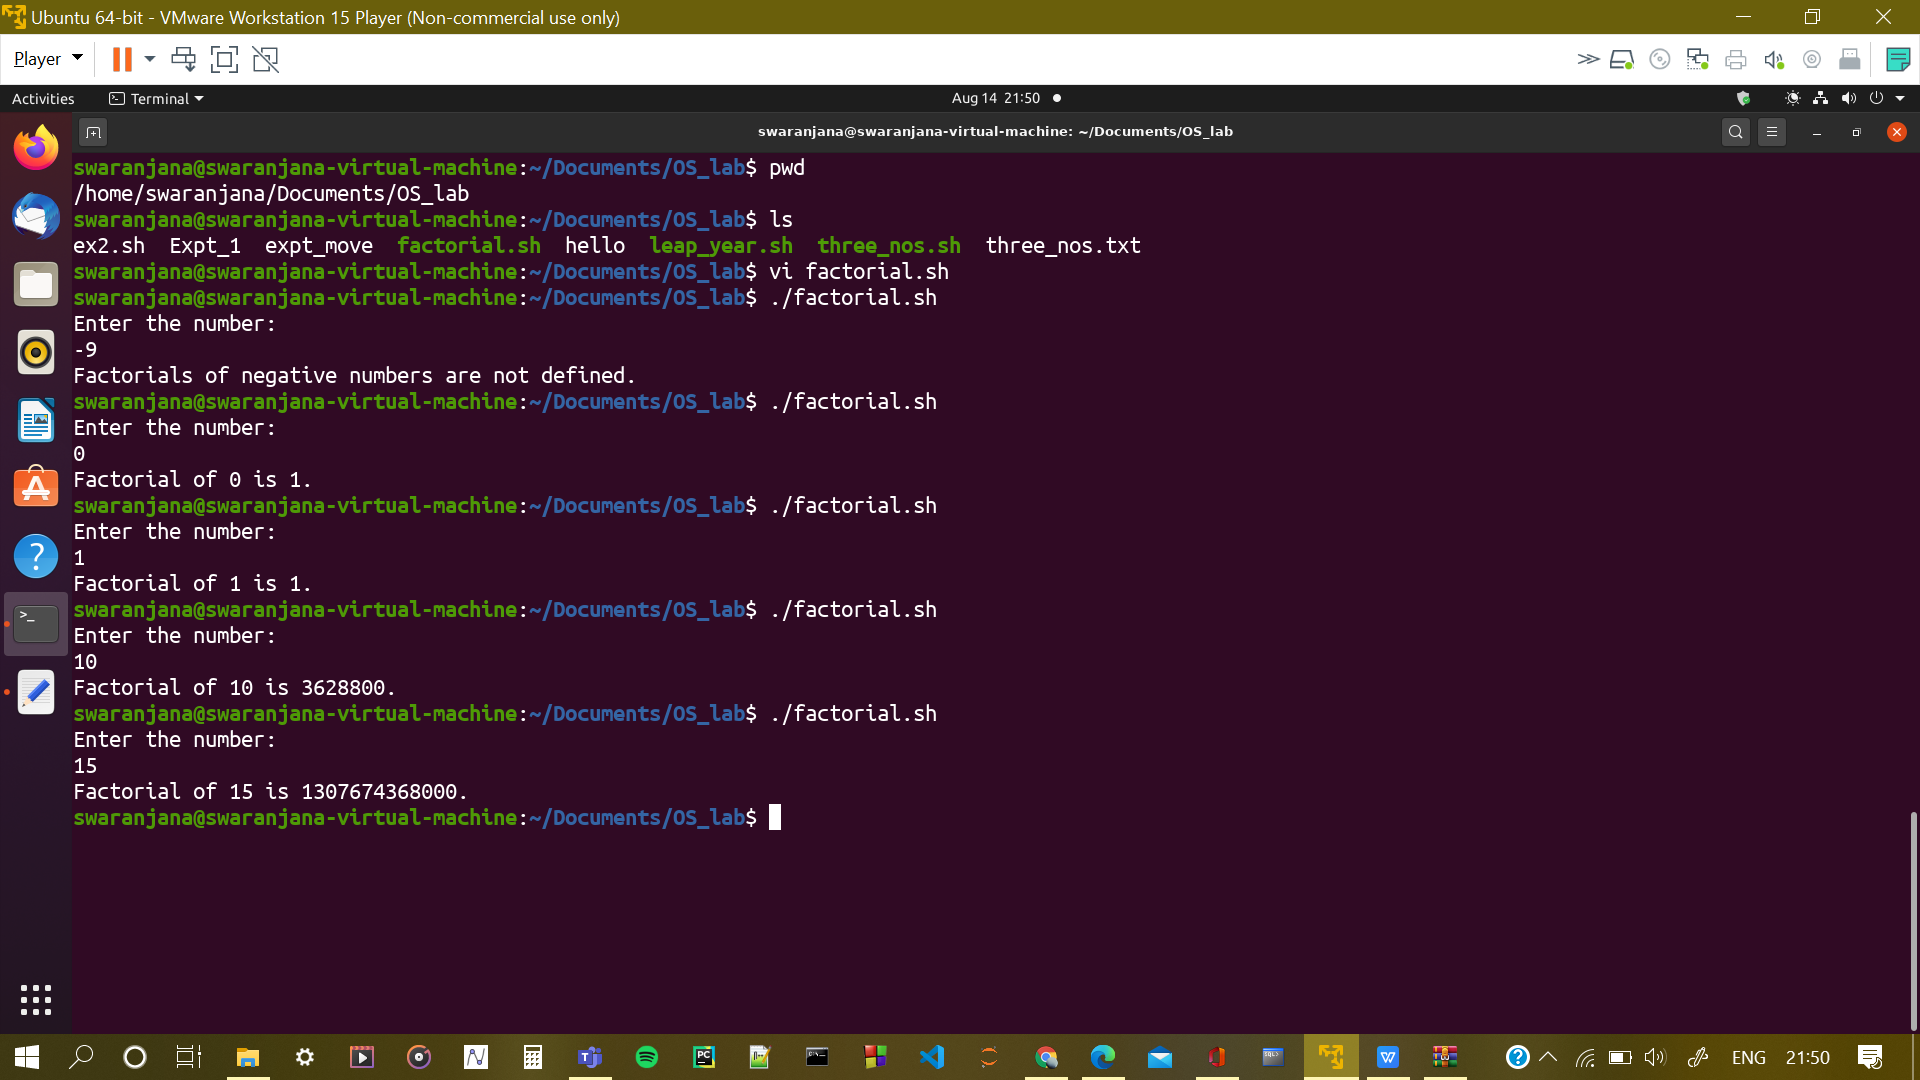 Ubuntu 64-bit - VMware Workstation 15 Player (Non-commercial use only)
Player
Activities Terminal Aug 14 21:50
swaranjana@swaranjana-virtual-machine: ~/Documents/OS_lab
swaranjana@swaranjana-virtual-machine:~/Documents/OS_lab$ pwd
/home/swaranjana/Documents/OS_lab
swaranjana@swaranjana-virtual-machine:~/Documents/OS_lab$ ls
ex2.sh Expt_1 expt_move factorial.sh hello leap_year.sh three_nos.sh three_nos.txt
swaranjana@swaranjana-virtual-machine:~/Documents/OS_lab$ vi factorial.sh
swaranjana@swaranjana-virtual-machine:~/Documents/OS_lab$ ./factorial.sh
Enter the number:
-9
Factorials of negative numbers are not defined.
swaranjana@swaranjana-virtual-machine:~/Documents/OS_lab$ ./factorial.sh
Enter the number:
0
Factorial of 0 is 1.
swaranjana@swaranjana-virtual-machine:~/Documents/OS_lab$ ./factorial.sh
Enter the number:
1
Factorial of 1 is 1.
swaranjana@swaranjana-virtual-machine:~/Documents/OS_lab$ ./factorial.sh
Enter the number:
10
Factorial of 10 is 3628800.
swaranjana@swaranjana-virtual-machine:~/Documents/OS_lab$ ./factorial.sh
Enter the number:
15
Factorial of 15 is 1307674368000.
swaranjana@swaranjana-virtual-machine:~/Documents/OS_lab$
ENG 21:50